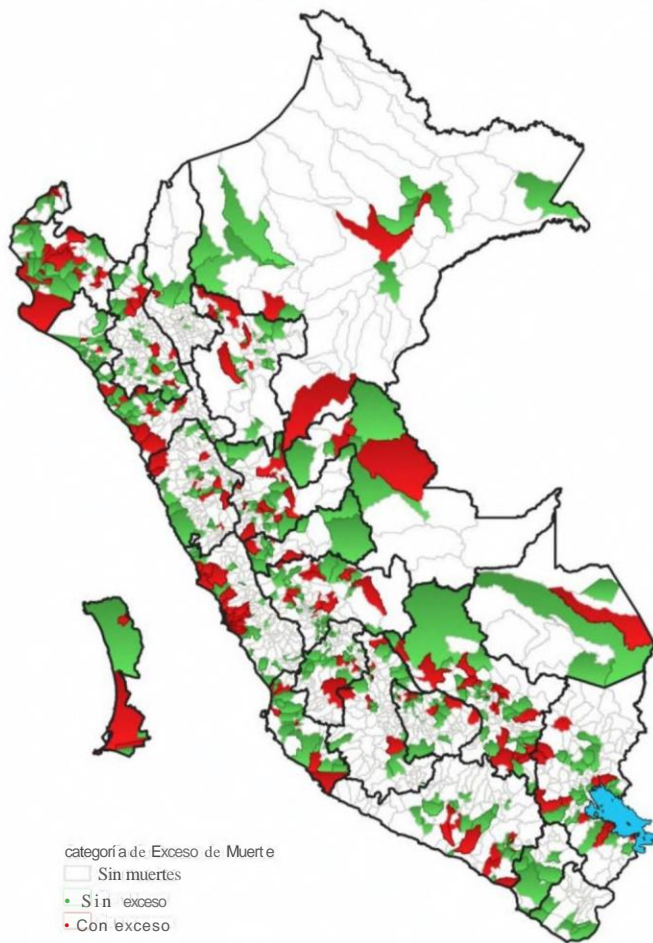 categoría de Exceso de Muerte
Sin muertes
Sin exceso
Con exceso